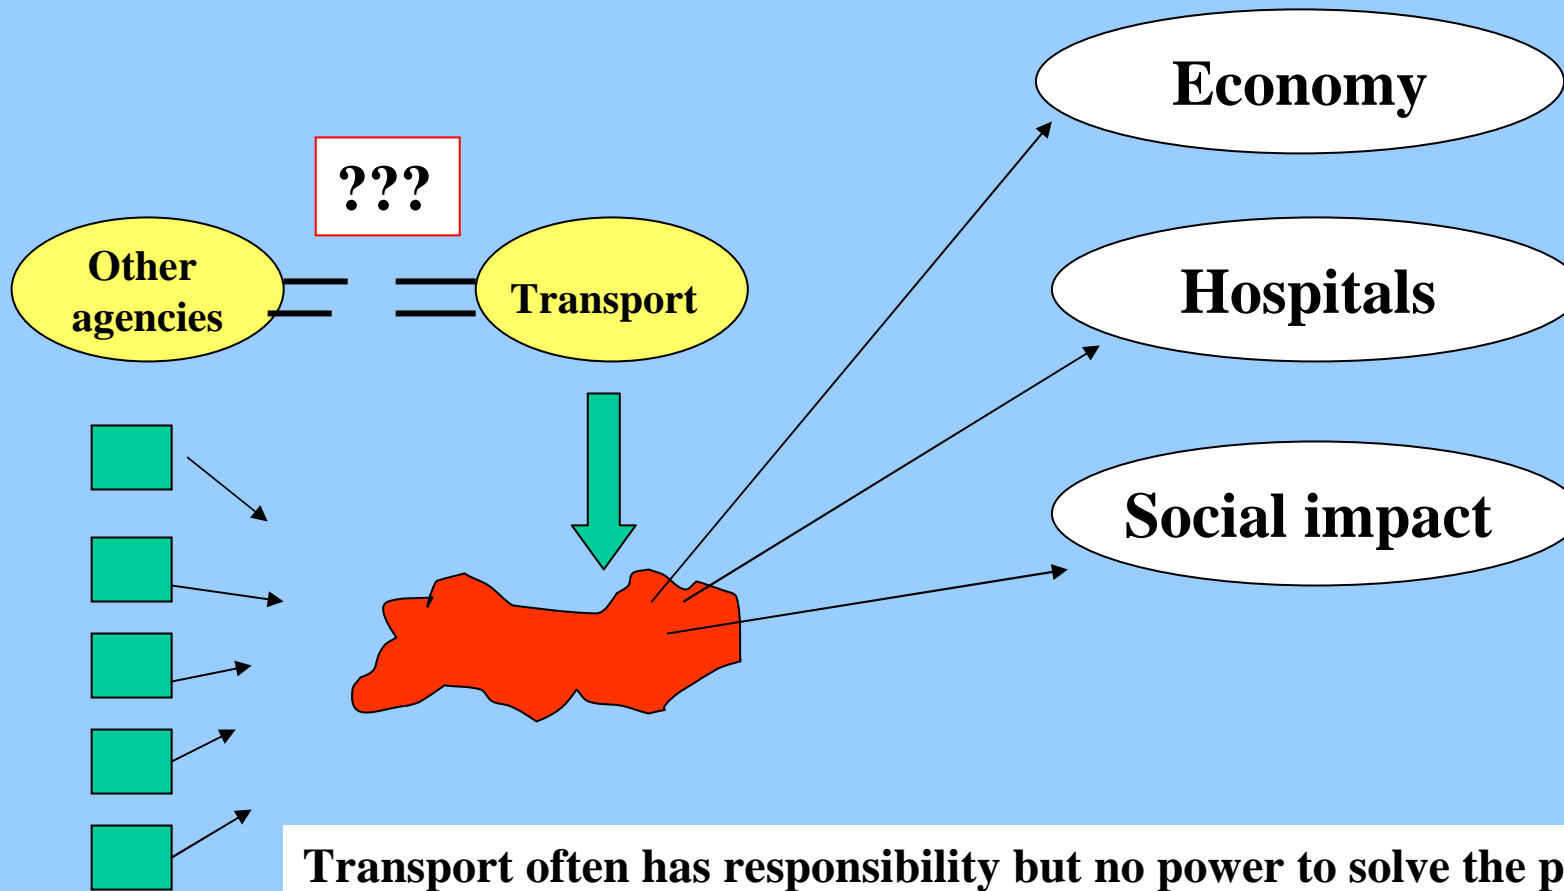 Economy
???
Other
agencies
Transport
Hospitals
Social impact
Transport often has responsibility but no power to solve the